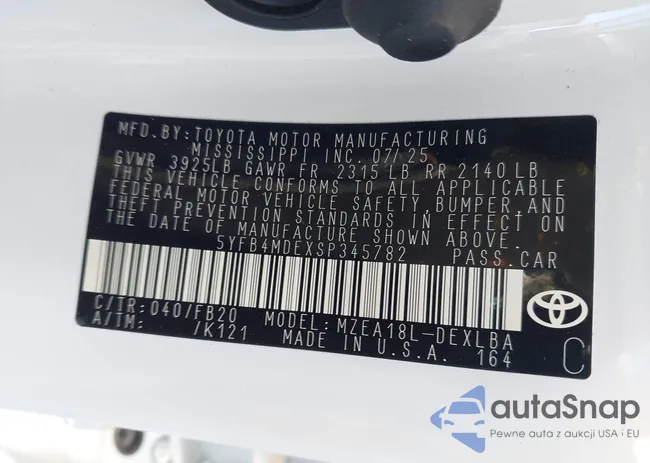 MFD.BY:TOYOTA MOTOR MANUFACTURING
MISSISSIPPI INC. 07/25
GVWR 3925LB GAWR FR 2315LB RR 2140LB
THIS VEHICLE CONFORMS TO ALL APPLICABLE
FEDERAL MOTOR VEHICLE SAFETY, BUMPER, AND
THEFT PREVENTION STANDARDS IN EFFECT ON
THE DATE OF MANUFACTURE SHOWN ABOVE.
5YFB4MDEXSP345782 PASS CAR
C/TR:040/FB20 MODEL:MZEA18L-DEXLBA
A/TM: /K121 MADE IN U.S.A. 164
C
autaSnap
Pewne auta z aukcji USA i EU